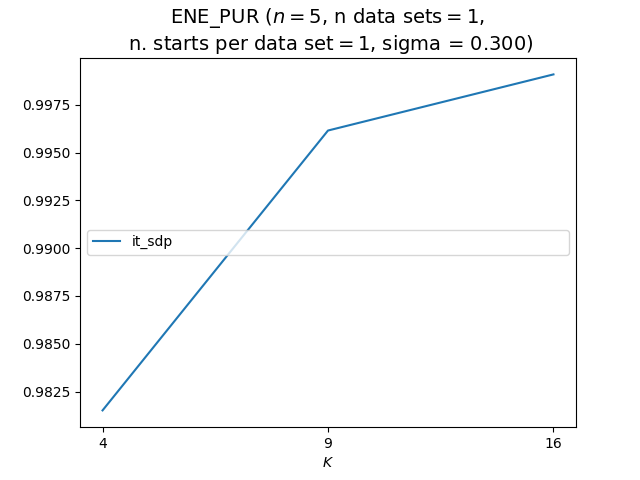 ENE_PUR (n = 5, n data sets = 1,
n. starts per data set = 1, sigma = 0.300)
0.9975
0.9950
0.9925
0.9900
0.9875
0.9850
0.9825
it_sdp
4 9 16
K